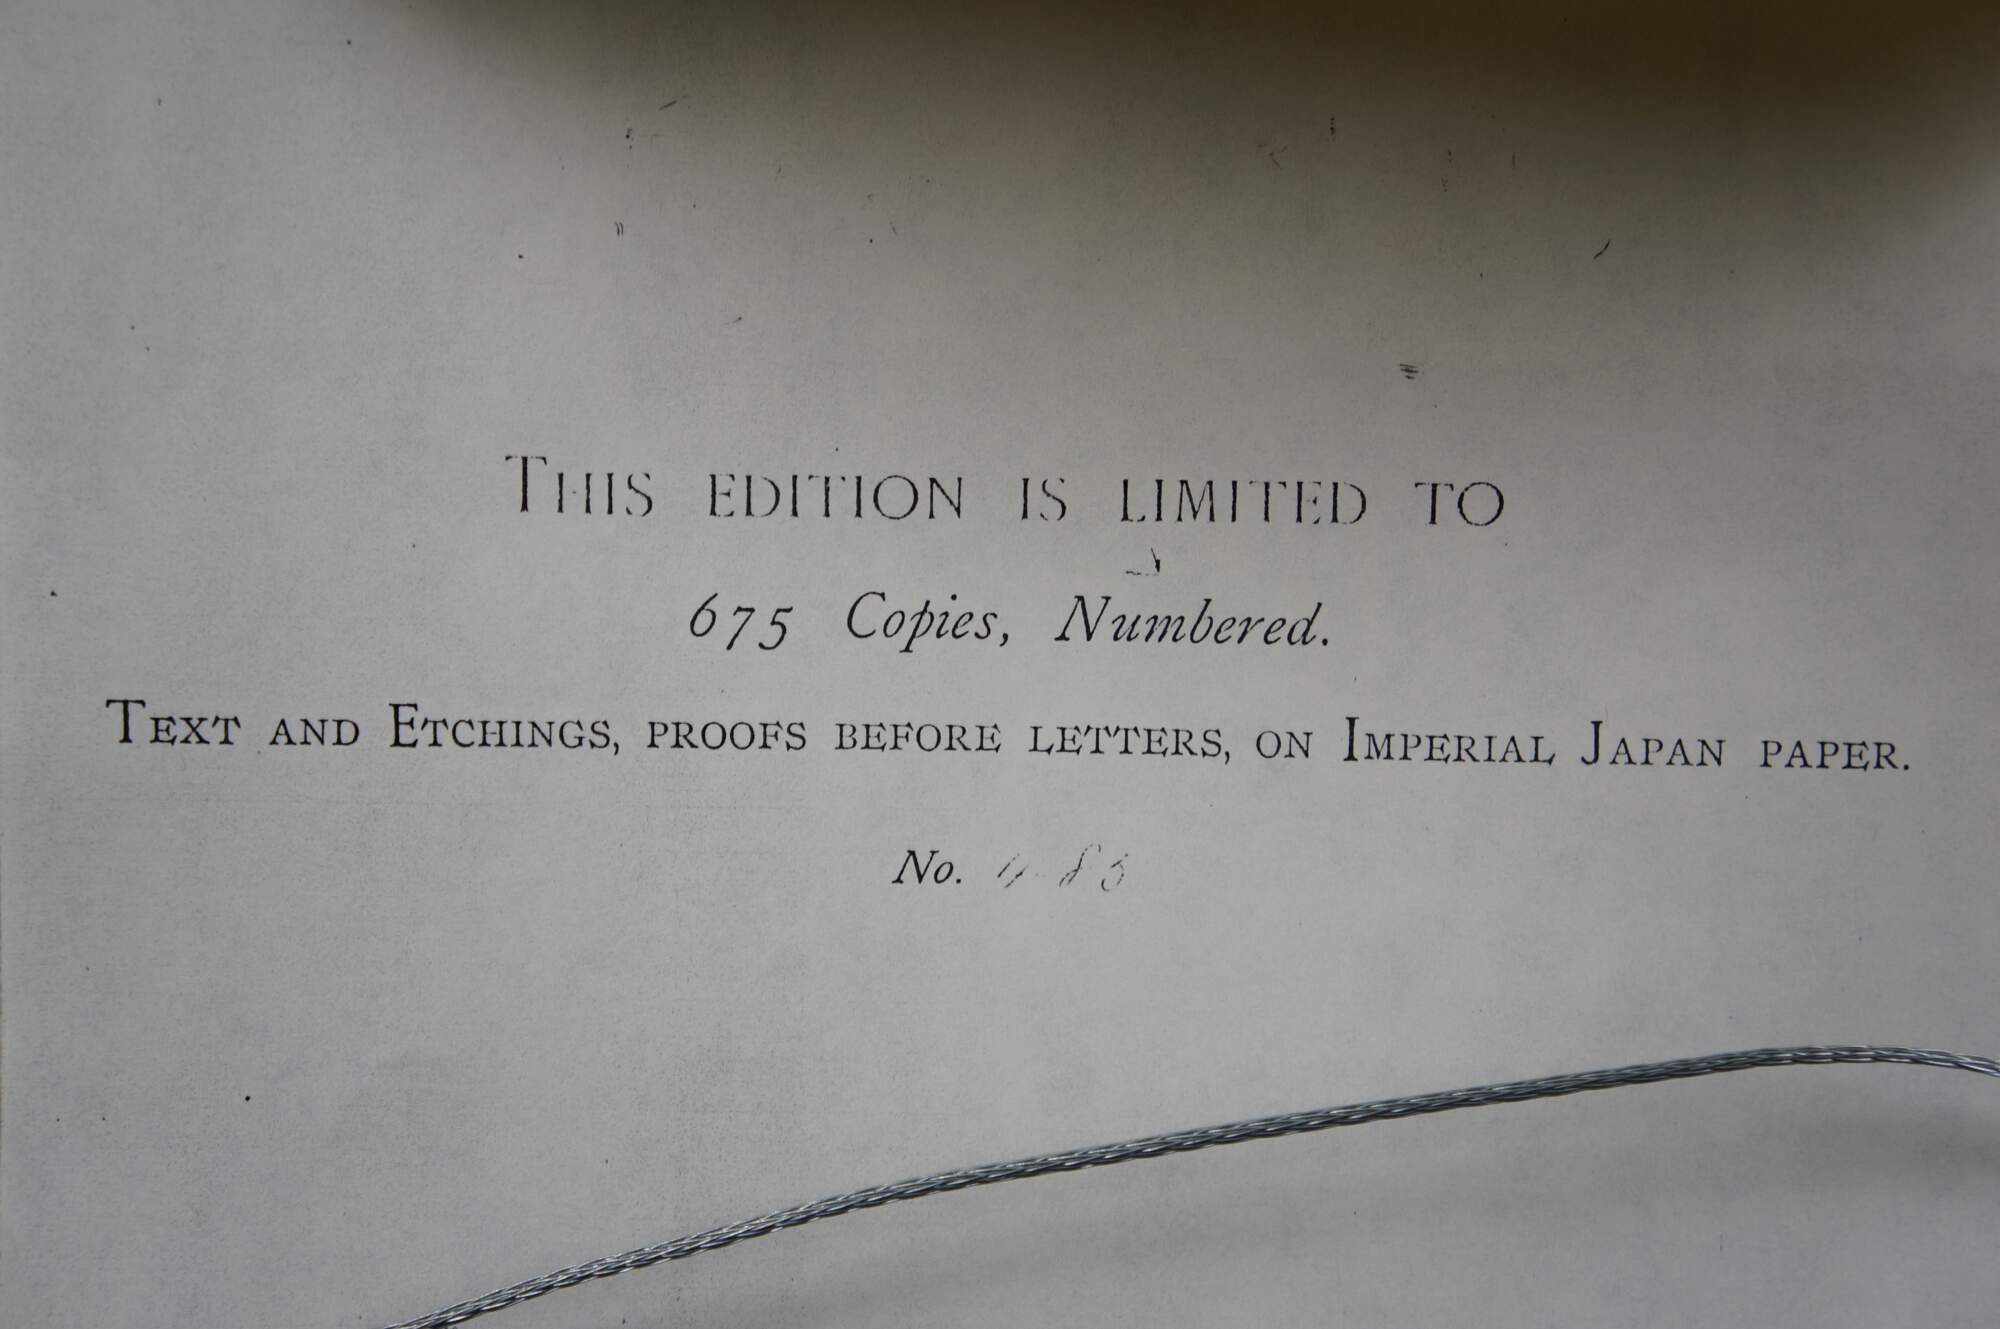 THIS EDITION IS LIMITED TO
675 Copies, Numbered.
TEXT AND ETCHINGS, PROOFS BEFORE LETTERS, ON IMPERIAL JAPAN PAPER.
No.